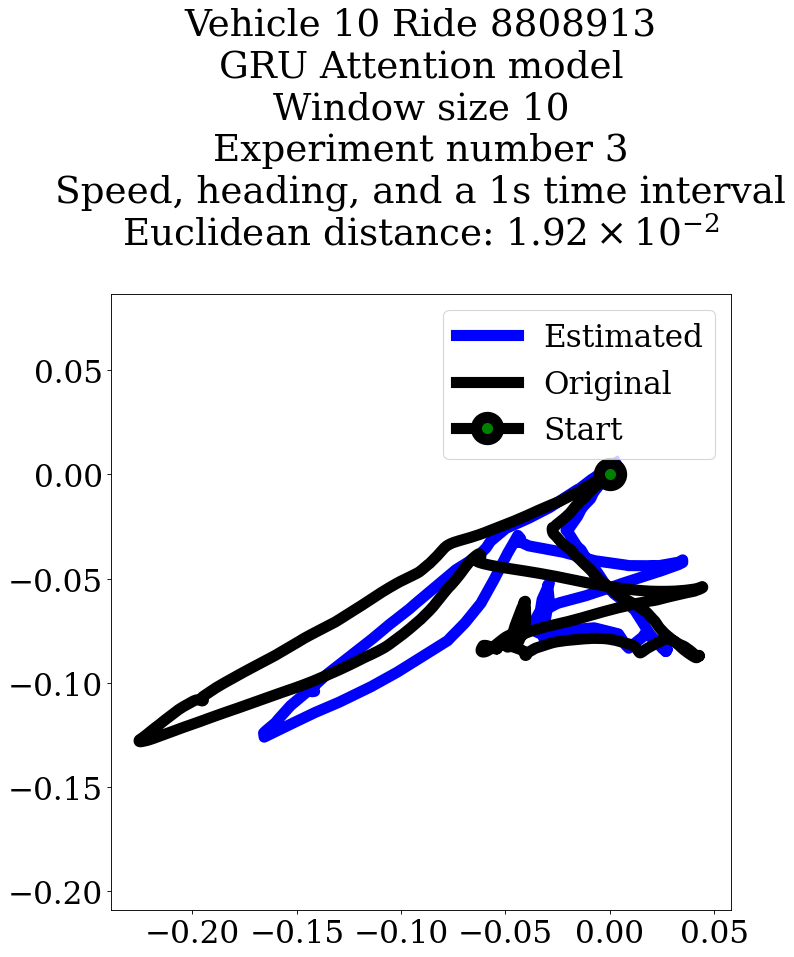 Vehicle 10 Ride 8808913
GRU Attention model
Window size 10
Experiment number 3
Speed, heading, and a 1s time interval
Euclidean distance: 1.92 × 10⁻²
Estimated
Original
Start
0.05
0.00
−0.05
−0.10
−0.15
−0.20
−0.20 −0.15 −0.10 −0.05 0.00 0.05